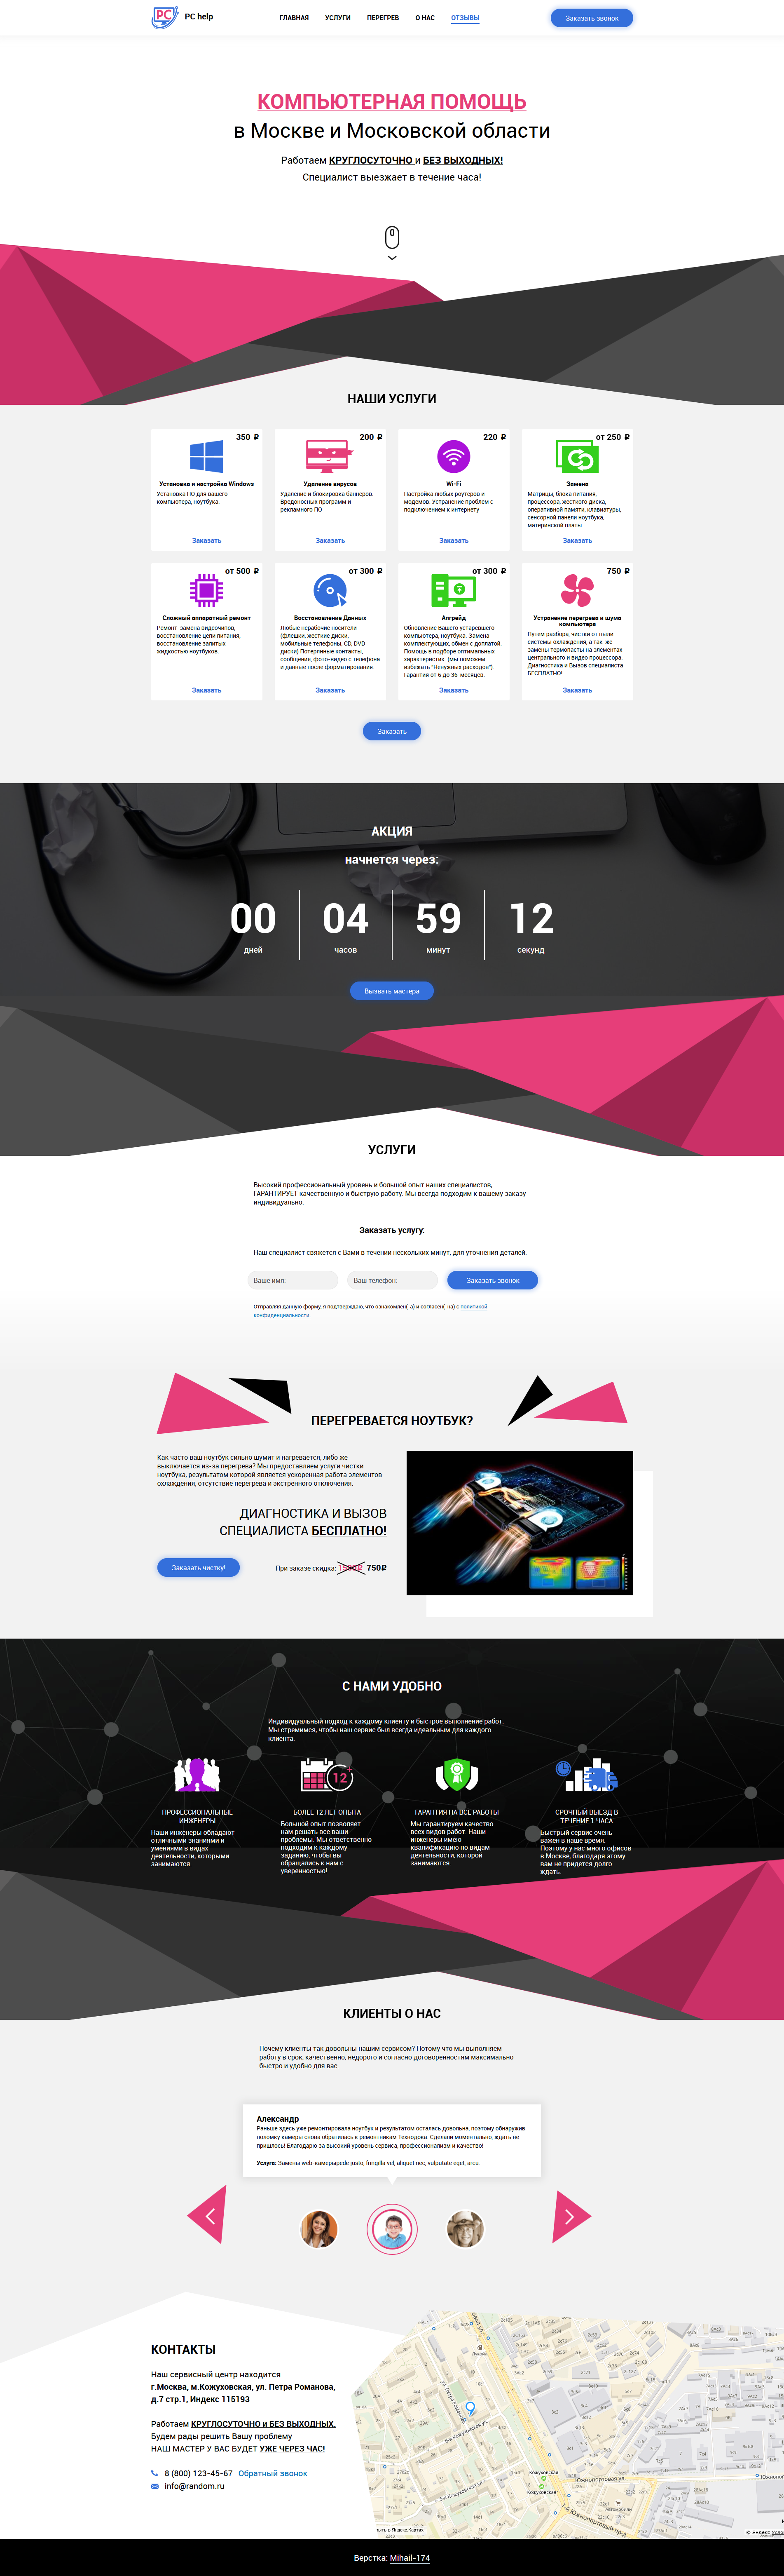 PC help
ГЛАВНАЯ УСЛУГИ ПЕРЕГРЕВ О НАС ОТЗЫВЫ
Заказать звонок
КОМПЬЮТЕРНАЯ ПОМОЩЬ
в Москве и Московской области
Работаем КРУГЛОСУТОЧНО и БЕЗ ВЫХОДНЫХ!
Специалист выезжает в течение часа!
НАШИ УСЛУГИ
350 ₽
Установка и настройка Windows
Установка ПО для вашего
компьютера, ноутбука.
Заказать
200 ₽
Удаление вирусов
Удаление и блокировка баннеров.
Вредоносных программ и
рекламного ПО
Заказать
220 ₽
Wi-Fi
Настройка любых роутеров и
модемов. Устранение проблем с
подключением к интернету
Заказать
от 250 ₽
Замена
Матрицы, блока питания,
процессора, жесткого диска,
оперативной памяти, клавиатуры,
сенсорной панели ноутбука,
материнской платы.
Заказать
от 500 ₽
Сложный аппаратный ремонт
Ремонт-замена видеочипов,
восстановление цепи питания,
восстановление залитых
жидкостью ноутбуков.
Заказать
от 300 ₽
Восстановление Данных
Любые нерабочие носители
(флешки, жесткие диски,
мобильные телефоны, CD, DVD
диски) Потерянные контакты,
сообщения, фото-видео с телефона
и данные после форматирования.
Заказать
от 300 ₽
Апгрейд
Обновление Вашего устаревшего
компьютера, ноутбука. Замена
комплектующих, обмен с доплатой.
Помощь в подборе оптимальных
характеристик. (мы поможем
избежать "Ненужных расходов").
Гарантия от 6 до 36-месяцев.
Заказать
750 ₽
Устранение перегрева и шума
компьютера
Путем разбора, чистки от пыли
системы охлаждения, а так-же
замены термопасты на элементах
центрального и видео процессора.
Диагностика и Вызов специалиста
БЕСПЛАТНО!
Заказать
Заказать
АКЦИЯ
начнется через:
00 04 59 12
дней часов минут секунд
Вызвать мастера
УСЛУГИ
Высокий профессиональный уровень и большой опыт наших специалистов,
ГАРАНТИРУЕТ качественную и быструю работу. Мы всегда подходим к вашему заказу
индивидуально.
Заказать услугу:
Наш специалист свяжется с Вами в течении нескольких минут, для уточнения деталей.
Ваше имя: Ваш телефон: Заказать звонок
Отправляя данную форму, я подтверждаю, что ознакомлен(-а) и согласен(-на) с политикой
конфиденциальности.
ПЕРЕГРЕВАЕТСЯ НОУТБУК?
Как часто ваш ноутбук сильно шумит и нагревается, либо же
выключается из-за перегрева? Мы предоставляем услуги чистки
ноутбука, результатом которой является ускоренная работа элементов
охлаждения, отсутствие перегрева и экстренного отключения.
ДИАГНОСТИКА И ВЫЗОВ
СПЕЦИАЛИСТА БЕСПЛАТНО!
Заказать чистку! При заказе скидка: 1500₽ 750₽
С НАМИ УДОБНО
Индивидуальный подход к каждому клиенту и быстрое выполнение работ.
Мы стремимся, чтобы наш сервис был всегда идеальным для каждого
клиента.
ПРОФЕССИОНАЛЬНЫЕ
ИНЖЕНЕРЫ
Наши инженеры обладают
отличными знаниями и
умениями в видах
деятельности, которыми
занимаются.
12+
БОЛЕЕ 12 ЛЕТ ОПЫТА
Большой опыт позволяет
нам решать все ваши
проблемы. Мы ответственно
подходим к каждому
заданию, чтобы вы
обращались к нам с
уверенностью!
ГАРАНТИЯ НА ВСЕ РАБОТЫ
Мы гарантируем качество
всех видов работ. Наши
инженеры имею
квалификацию по видам
деятельности, которой
занимаются.
СРОЧНЫЙ ВЫЕЗД В
ТЕЧЕНИЕ 1 ЧАСА
Быстрый сервис очень
важен в наше время.
Поэтому у нас много офисов
в Москве, благодаря этому
вам не придется долго
ждать.
КЛИЕНТЫ О НАС
Почему клиенты так довольны нашим сервисом? Потому что мы выполняем
работу в срок, качественно, недорого и согласно договоренностям максимально
быстро и удобно для вас.
Александр
Раньше здесь уже ремонтировала ноутбук и результатом осталась довольна, поэтому обнаружив
поломку камеры снова обратилась к ремонтникам Технодока. Сделали моментально, ждать не
пришлось! Благодарю за высокий уровень сервиса, профессионализм и качество!
Услуга: Замены web-камерыpede justo, fringilla vel, aliquet nec, vulputate eget, arcu.
КОНТАКТЫ
Наш сервисный центр находится
г.Москва, м.Кожуховская, ул. Петра Романова,
д.7 стр.1, Индекс 115193
Работаем КРУГЛОСУТОЧНО и БЕЗ ВЫХОДНЫХ.
Будем рады решить Вашу проблему
НАШ МАСТЕР У ВАС БУДЕТ УЖЕ ЧЕРЕЗ ЧАС!
8 (800) 123-45-67 Обратный звонок
info@random.ru
Кожуховская
Кожуховская
Южнопортовая ул.
Автомобилей
© Яндекс
Верстка: Mihail-174